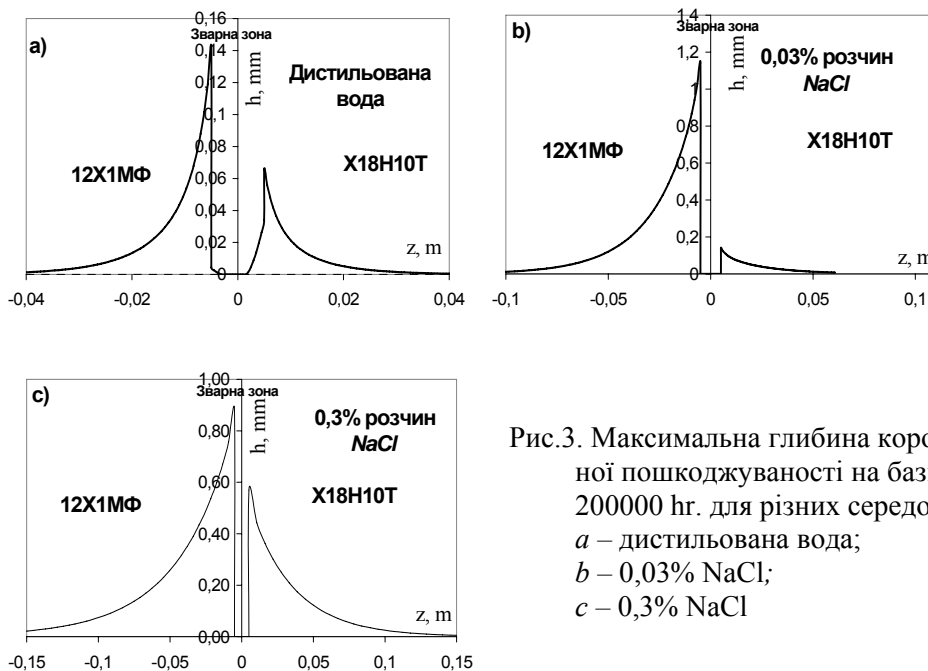 0,16
Зварна зона
а)
0,14
h, mm
Дистильована
вода
0,12
0,1
12Х1МФ
0,08
Х18Н10Т
0,06
0,04
0,02
z, m
0
-0,04 -0,02 0 0,02 0,04
1,4
Зварна зона
b)
1,2
h, mm
0,03% розчин
NaCl
1
12Х1МФ
0,8
Х18Н10Т
0,6
0,4
0,2
z, m
0
-0,1 -0,05 0 0,05 0,1
1,00
Зварна зона
c)
h, mm
0,3% розчин
NaCl
0,80
12Х1МФ
0,60
Х18Н10Т
0,40
0,20
z, m
0,00
-0,15 -0,1 -0,05 0 0,05 0,1 0,15
Рис.3. Максимальна глибина коро
ної пошкоджуваності на баз
200000 hr. для різних середо
а – дистильована вода;
b – 0,03% NaCl;
c – 0,3% NaCl